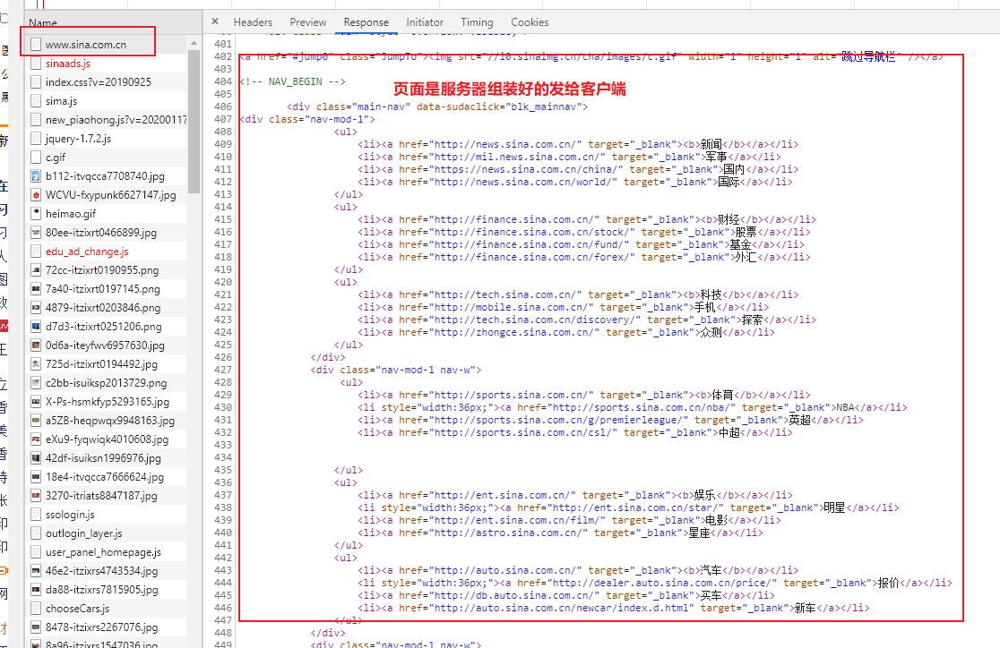 Name
Headers Preview Response Initiator Timing Cookies
www.sina.com.cn
sinaads.js
index.css?v=20190925
sima.js
new_piaohong.js?v=20200117
jquery-1.7.2.js
c.gif
b112-itvqcca7708740.jpg
WCVU-fxypunk6627147.jpg
heimao.gif
80ee-itzixrt0466899.jpg
edu_ad_change.js
72cc-itzixrt0190955.png
7a40-itzixrt0197145.png
4879-itzixrt0203846.png
d7d3-itzixrt0251206.png
0d6a-iteyfwv6957630.jpg
725d-itzixrt0194492.jpg
c2bb-isuiksp2013729.png
X-Ps-hsmkfyp5293165.jpg
a5ZB-heqpwqx9948163.jpg
eXu9-fyqwiqk4010608.jpg
42df-isuiksn1996976.jpg
18e4-itvqcca7666624.jpg
3270-itriats8847187.jpg
ssologin.js
outlogin_layer.js
user_panel_homepage.js
46e2-itzixrs4743534.jpg
da88-itzixrs7815905.jpg
chooseCars.js
8478-itzixrs2267076.jpg
8a96-itzixrs1547036.jpg
401
402 <a href="#jump0" class="JumpTo"><img src="//i0.sinaimg.cn/cha/images/c.gif" width="1" height="1" alt="跳过导航栏" /></a>
403
404 <!-- NAV_BEGIN -->
页面是服务器组装好的发给客户端
405
406 <div class="main-nav" data-sudaclick="blk_mainnav">
407 <div class="nav-mod-1">
408 <ul>
409 <li><a href="http://news.sina.com.cn/" target="_blank"><b>新闻</b></a></li>
410 <li><a href="http://mil.news.sina.com.cn/" target="_blank">军事</a></li>
411 <li><a href="https://news.sina.com.cn/china/" target="_blank">国内</a></li>
412 <li><a href="http://news.sina.com.cn/world/" target="_blank">国际</a></li>
413 </ul>
414 <ul>
415 <li><a href="http://finance.sina.com.cn/" target="_blank"><b>财经</b></a></li>
416 <li><a href="http://finance.sina.com.cn/stock/" target="_blank">股票</a></li>
417 <li><a href="http://finance.sina.com.cn/fund/" target="_blank">基金</a></li>
418 <li><a href="http://finance.sina.com.cn/forex/" target="_blank">外汇</a></li>
419 </ul>
420 <ul>
421 <li><a href="http://tech.sina.com.cn/" target="_blank"><b>科技</b></a></li>
422 <li><a href="http://mobile.sina.com.cn/" target="_blank">手机</a></li>
423 <li><a href="http://tech.sina.com.cn/discovery/" target="_blank">探索</a></li>
424 <li><a href="http://zhongce.sina.com.cn/" target="_blank">众测</a></li>
425 </ul>
426 </div>
427 <div class="nav-mod-1 nav-w">
428 <ul>
429 <li><a href="http://sports.sina.com.cn/" target="_blank"><b>体育</b></a></li>
430 <li style="width:36px;"><a href="http://sports.sina.com.cn/nba/" target="_blank">NBA</a></li>
431 <li><a href="http://sports.sina.com.cn/g/premierleague/" target="_blank">英超</a></li>
432 <li><a href="http://sports.sina.com.cn/csl/" target="_blank">中超</a></li>
433
434
435 </ul>
436 <ul>
437 <li><a href="http://ent.sina.com.cn/" target="_blank"><b>娱乐</b></a></li>
438 <li style="width:36px;"><a href="http://ent.sina.com.cn/star/" target="_blank">明星</a></li>
439 <li><a href="http://ent.sina.com.cn/film/" target="_blank">电影</a></li>
440 <li><a href="http://astro.sina.com.cn/" target="_blank">星座</a></li>
441 </ul>
442 <ul>
443 <li><a href="http://auto.sina.com.cn/" target="_blank"><b>汽车</b></a></li>
444 <li style="width:36px;"><a href="http://dealer.auto.sina.com.cn/price/" target="_blank">报价</a></li>
445 <li><a href="http://db.auto.sina.com.cn/" target="_blank">买车</a></li>
446 <li><a href="http://auto.sina.com.cn/newcar/index.d.html" target="_blank">新车</a></li>
447 </ul>
448 </div>
449 <div class="nav-mod-1 nav-w">